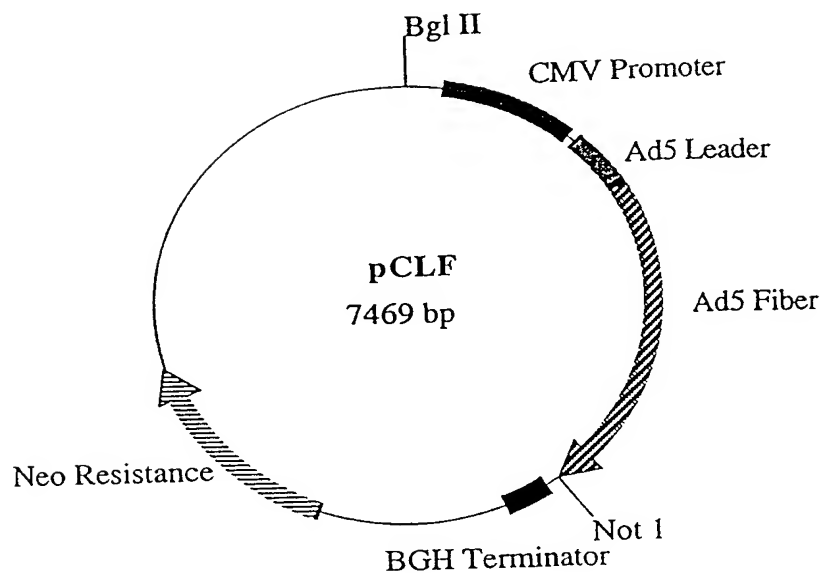 Bgl II
CMV Promoter
Ad5 Leader
pCLF
7469 bp
Ad5 Fiber
Neo Resistance
Not 1
BGH Terminator